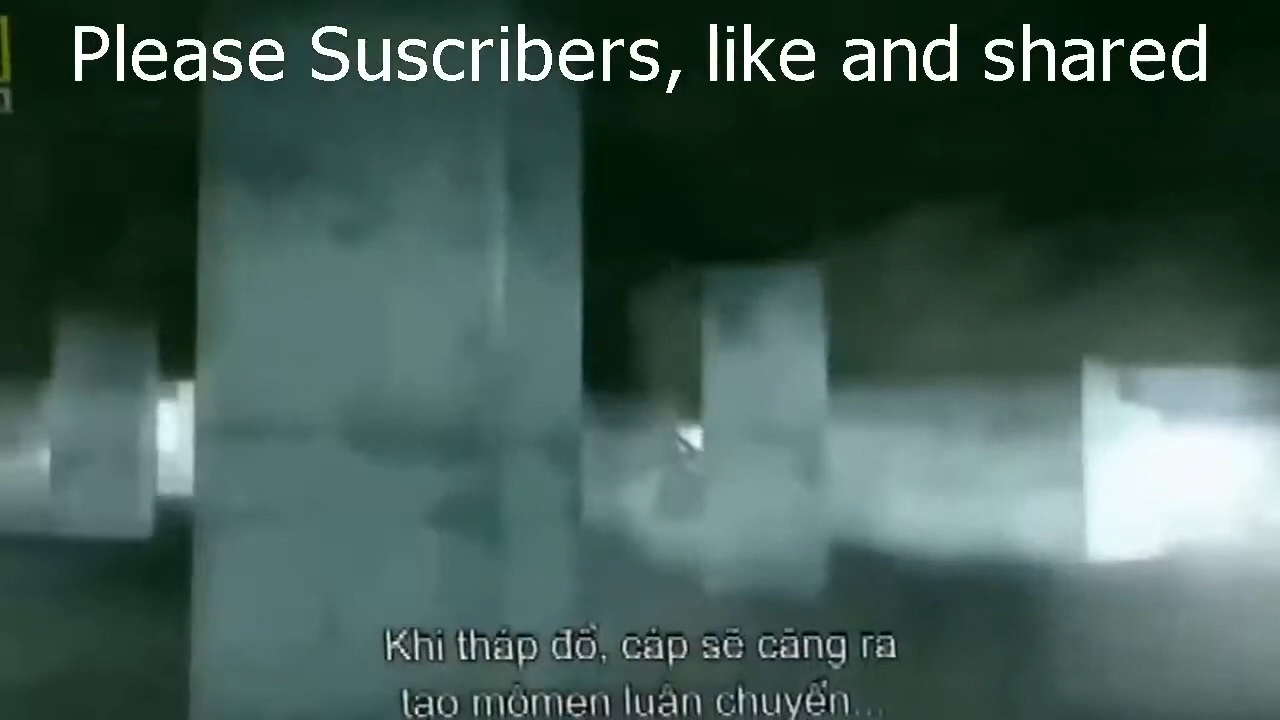 Please Suscribers, like and shared
Khi tháp đổ, cáp sẽ căng ra
tạo mômen luân chuyển...